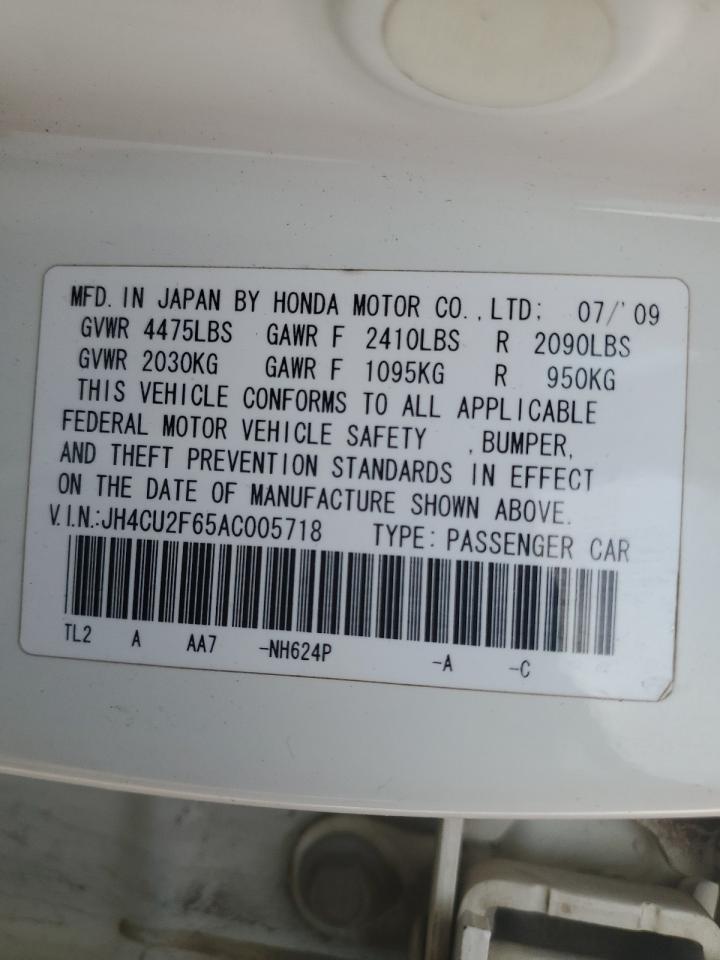 MFD. IN JAPAN BY HONDA MOTOR CO., LTD; 07/'09
GVWR 4475LBS GAWR F 2410LBS R 2090LBS
GVWR 2030KG GAWR F 1095KG R 950KG
THIS VEHICLE CONFORMS TO ALL APPLICABLE
FEDERAL MOTOR VEHICLE SAFETY , BUMPER,
AND THEFT PREVENTION STANDARDS IN EFFECT
ON THE DATE OF MANUFACTURE SHOWN ABOVE.
V.I.N.:JH4CU2F65AC005718 TYPE: PASSENGER CAR
TL2 A AA7 -NH624P -A -C